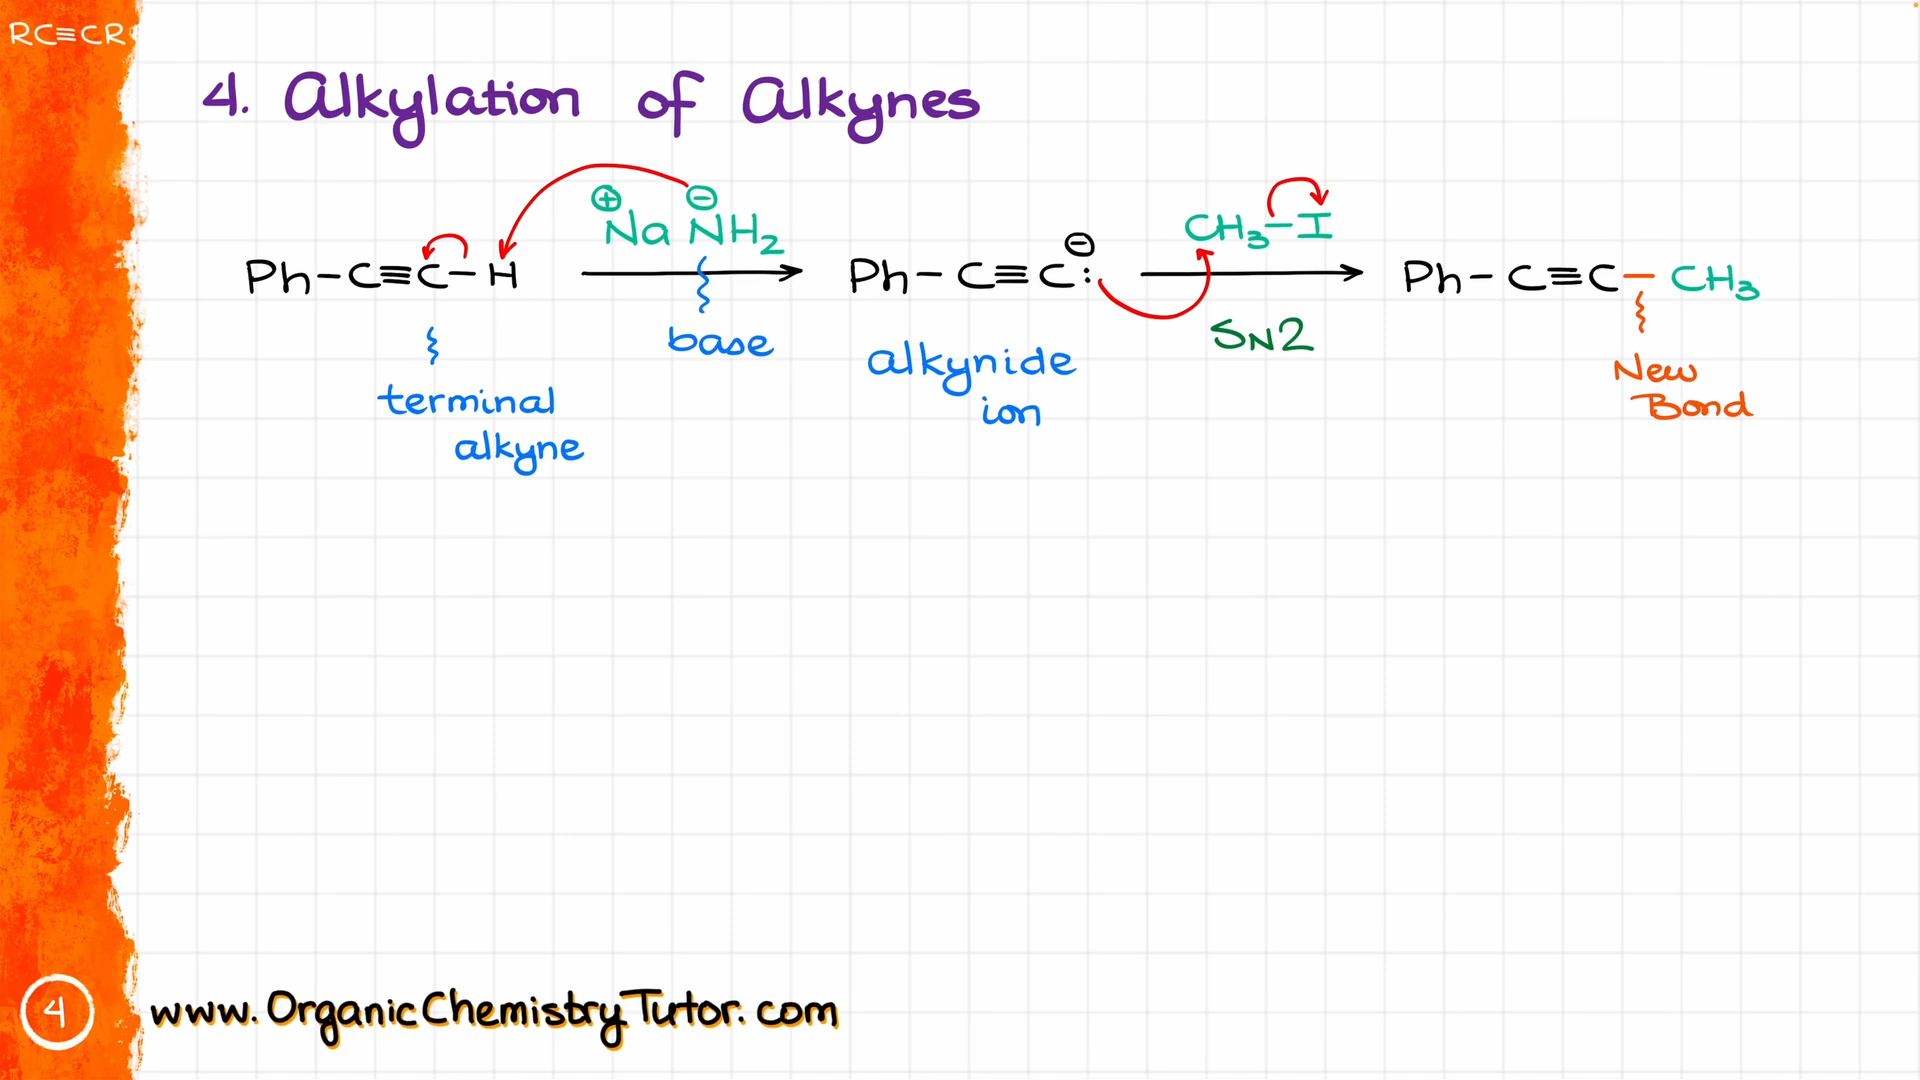 RC≡CR
4. Alkylation of Alkynes
⊕ ⊖
Na NH₂
CH₃–I
Ph–C≡C–H
⊖
Ph–C≡C:
Ph–C≡C–CH₃
base
SN2
terminal
alkyne
alkynide
ion
New
Bond
4
www.OrganicChemistryTutor.com